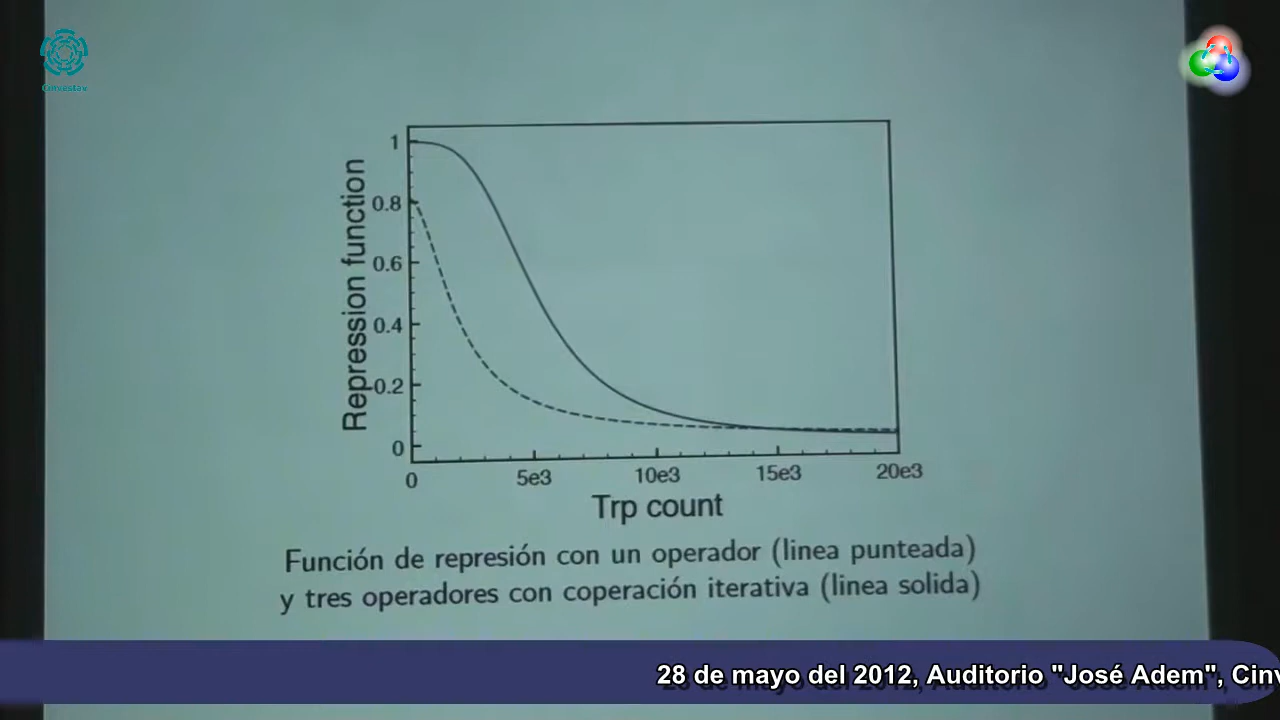 Cinvestav
1
0.8
0.6
0.4
0.2
0
Repression function
0 5e3 10e3 15e3 20e3
Trp count
Función de represión con un operador (linea punteada)
y tres operadores con coperación iterativa (linea solida)
28 de mayo del 2012, Auditorio "José Adem", Cinv